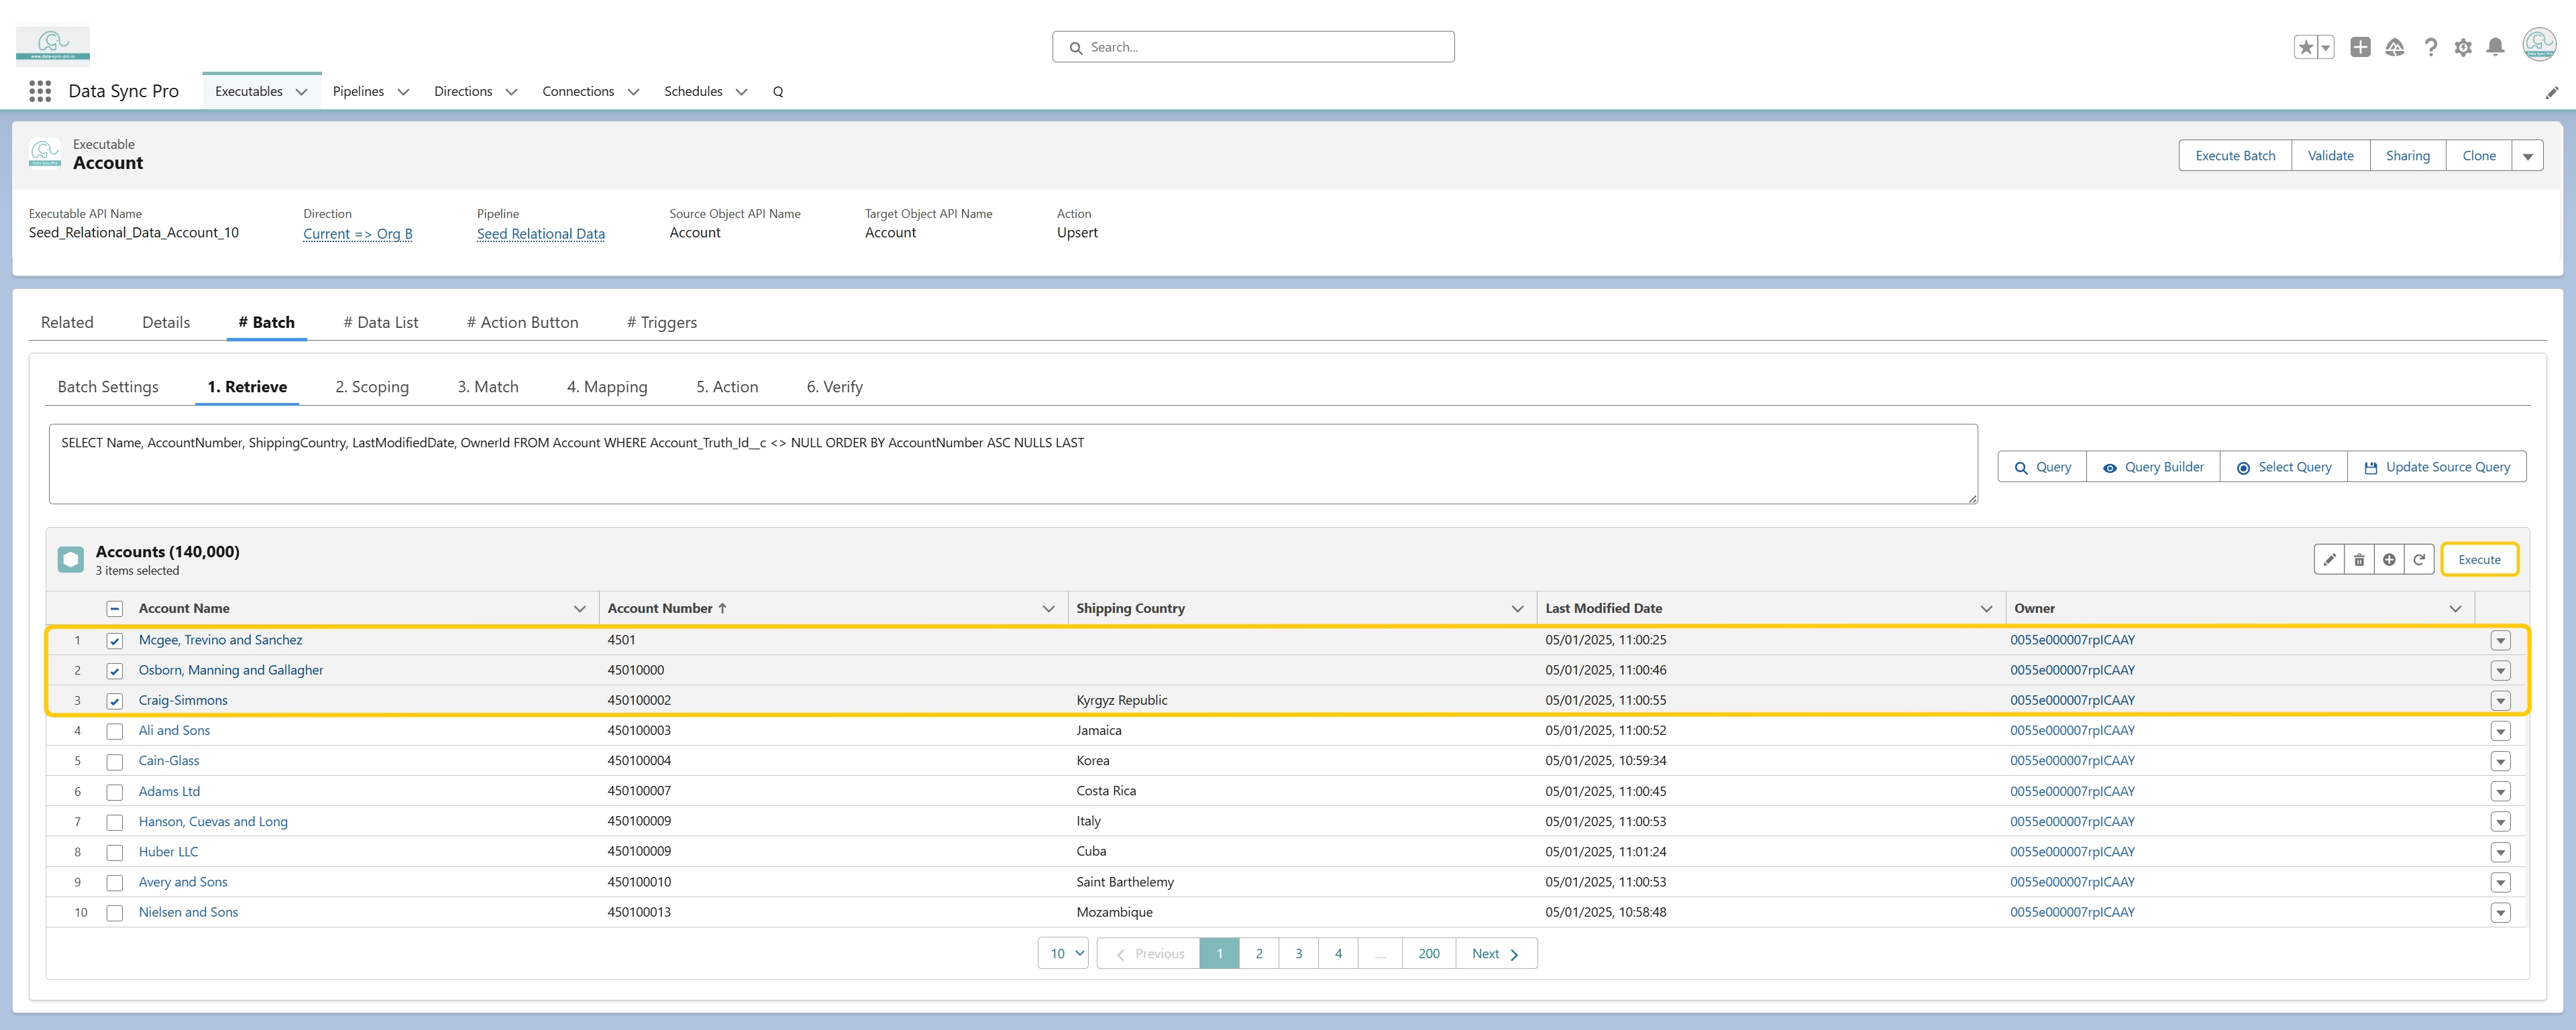 www.data-sync-pro.io
Search...
Data Sync Pro
Executables
Pipelines
Directions
Connections
Schedules
Q
Executable
Account
Execute Batch
Validate
Sharing
Clone
Executable API Name
Direction
Pipeline
Source Object API Name
Target Object API Name
Action
Seed_Relational_Data_Account_10
Current => Org B
Seed Relational Data
Account
Account
Upsert
Related
Details
# Batch
# Data List
# Action Button
# Triggers
Batch Settings
1. Retrieve
2. Scoping
3. Match
4. Mapping
5. Action
6. Verify
SELECT Name, AccountNumber, ShippingCountry, LastModifiedDate, OwnerId FROM Account WHERE Account_Truth_Id__c <> NULL ORDER BY AccountNumber ASC NULLS LAST
Query
Query Builder
Select Query
Update Source Query
Accounts (140,000)
3 items selected
Execute
Account Name
Account Number ↑
Shipping Country
Last Modified Date
Owner
1 Mcgee, Trevino and Sanchez 4501 05/01/2025, 11:00:25 0055e000007rpICAAY
2 Osborn, Manning and Gallagher 45010000 05/01/2025, 11:00:46 0055e000007rpICAAY
3 Craig-Simmons 450100002 Kyrgyz Republic 05/01/2025, 11:00:55 0055e000007rpICAAY
4 Ali and Sons 450100003 Jamaica 05/01/2025, 11:00:52 0055e000007rpICAAY
5 Cain-Glass 450100004 Korea 05/01/2025, 10:59:34 0055e000007rpICAAY
6 Adams Ltd 450100007 Costa Rica 05/01/2025, 11:00:45 0055e000007rpICAAY
7 Hanson, Cuevas and Long 450100009 Italy 05/01/2025, 11:00:53 0055e000007rpICAAY
8 Huber LLC 450100009 Cuba 05/01/2025, 11:01:24 0055e000007rpICAAY
9 Avery and Sons 450100010 Saint Barthelemy 05/01/2025, 11:00:53 0055e000007rpICAAY
10 Nielsen and Sons 450100013 Mozambique 05/01/2025, 10:58:48 0055e000007rpICAAY
10
Previous
1
2
3
4
....
200
Next